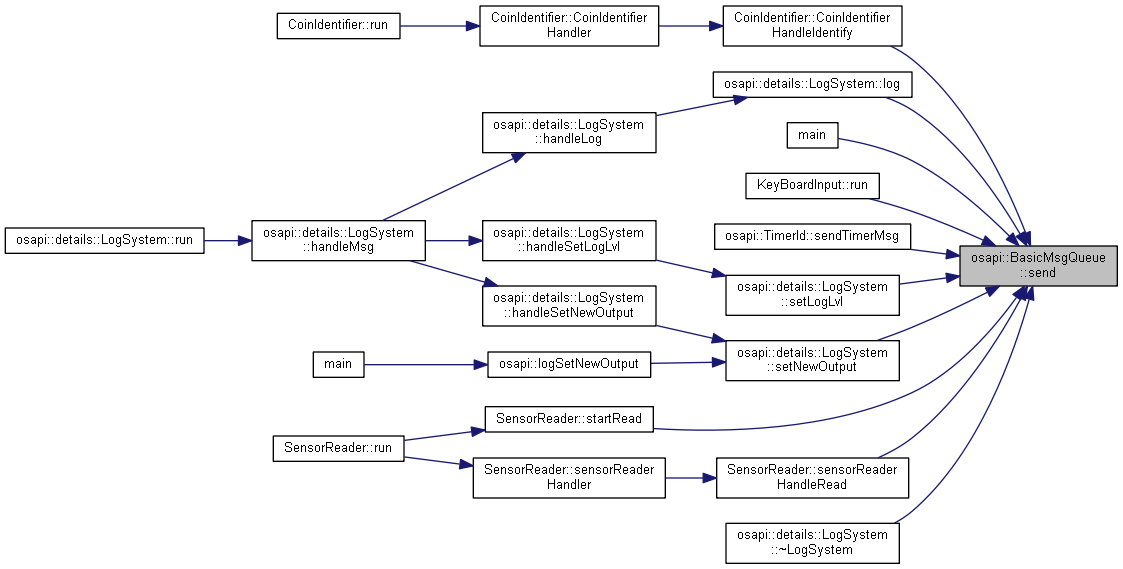 CoinIdentifier::run
CoinIdentifier::CoinIdentifier
Handler
CoinIdentifier::CoinIdentifier
HandleIdentify
osapi::details::LogSystem::log
osapi::details::LogSystem
::handleLog
main
KeyBoardInput::run
osapi::details::LogSystem::run
osapi::details::LogSystem
::handleMsg
osapi::details::LogSystem
::handleSetLogLvl
osapi::TimerId::sendTimerMsg
osapi::BasicMsgQueue
::send
osapi::details::LogSystem
::setLogLvl
osapi::details::LogSystem
::handleSetNewOutput
main
osapi::logSetNewOutput
osapi::details::LogSystem
::setNewOutput
SensorReader::startRead
SensorReader::run
SensorReader::sensorReader
Handler
SensorReader::sensorReader
HandleRead
osapi::details::LogSystem
::~LogSystem